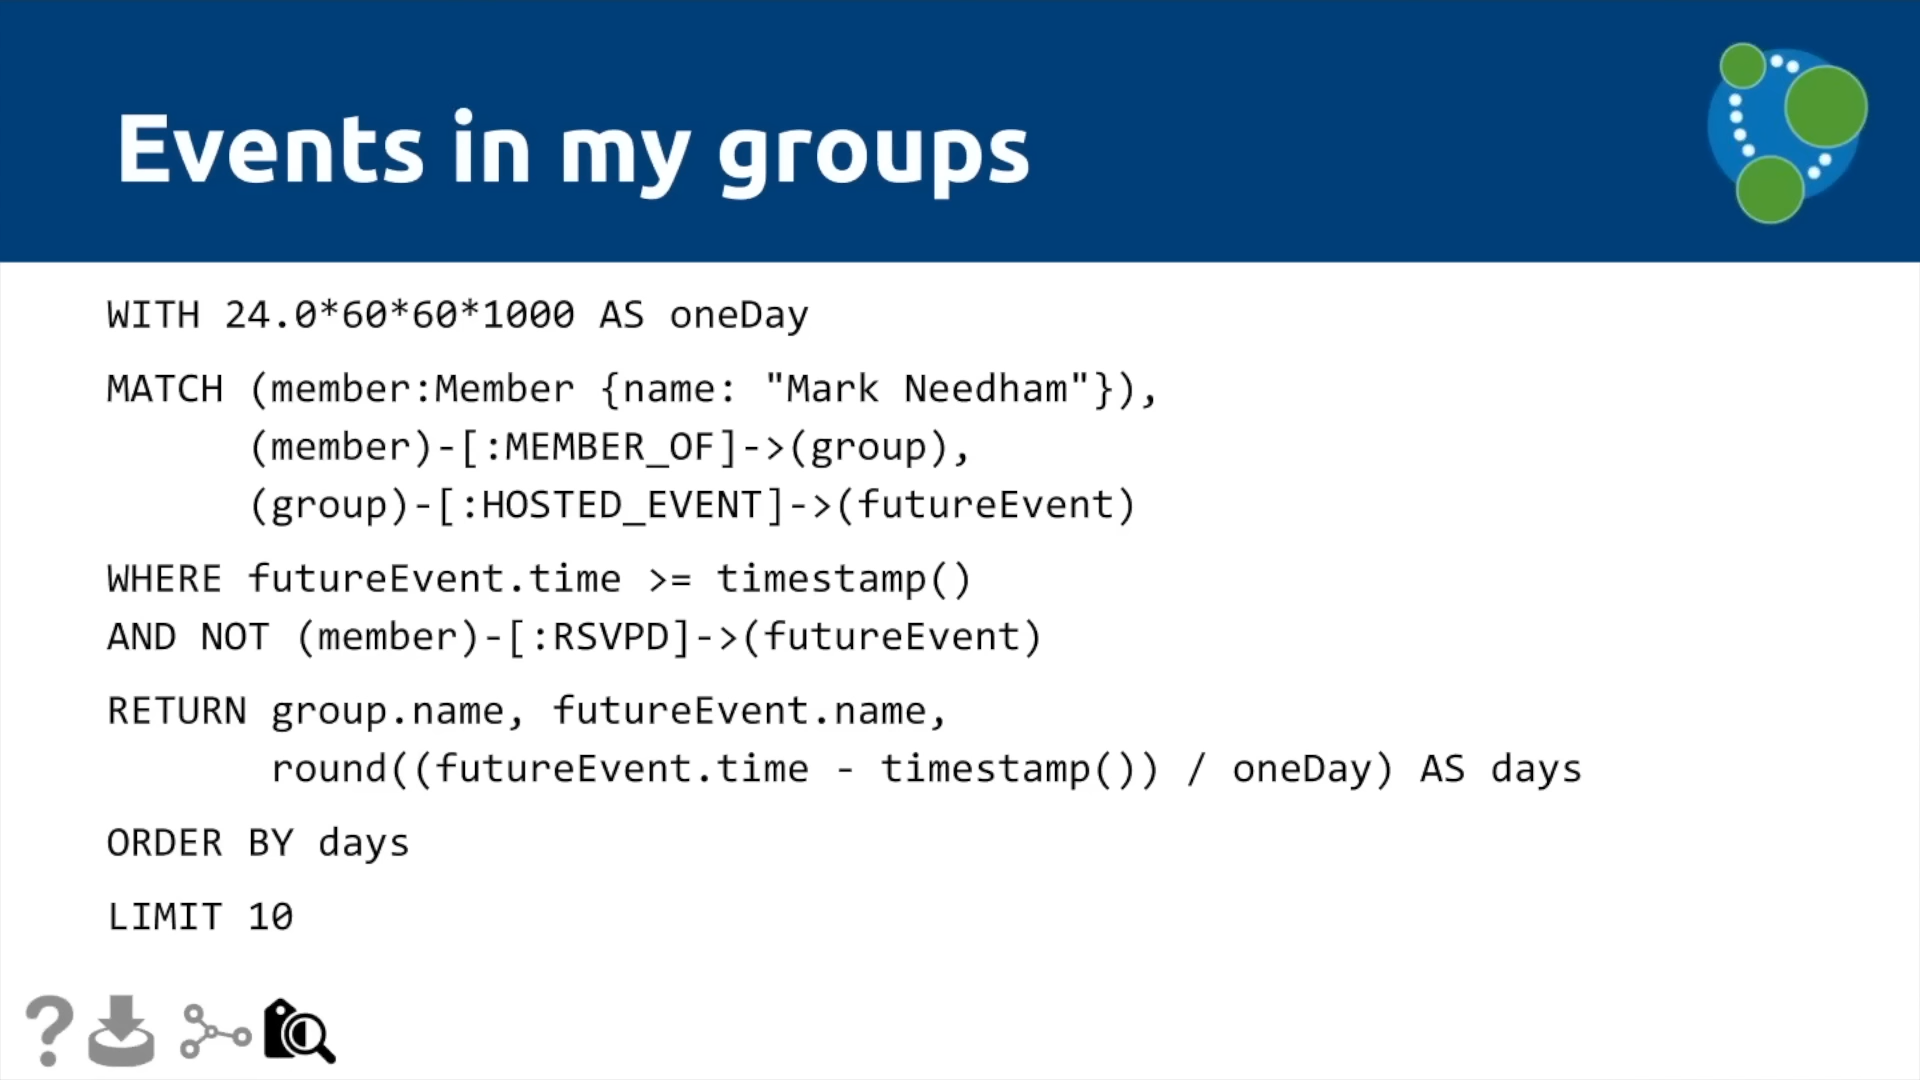 Events in my groups
WITH 24.0*60*60*1000 AS oneDay
MATCH (member:Member {name: "Mark Needham"}),
(member)-[:MEMBER_OF]->(group),
(group)-[:HOSTED_EVENT]->(futureEvent)
WHERE futureEvent.time >= timestamp()
AND NOT (member)-[:RSVPD]->(futureEvent)
RETURN group.name, futureEvent.name,
round((futureEvent.time - timestamp()) / oneDay) AS days
ORDER BY days
LIMIT 10